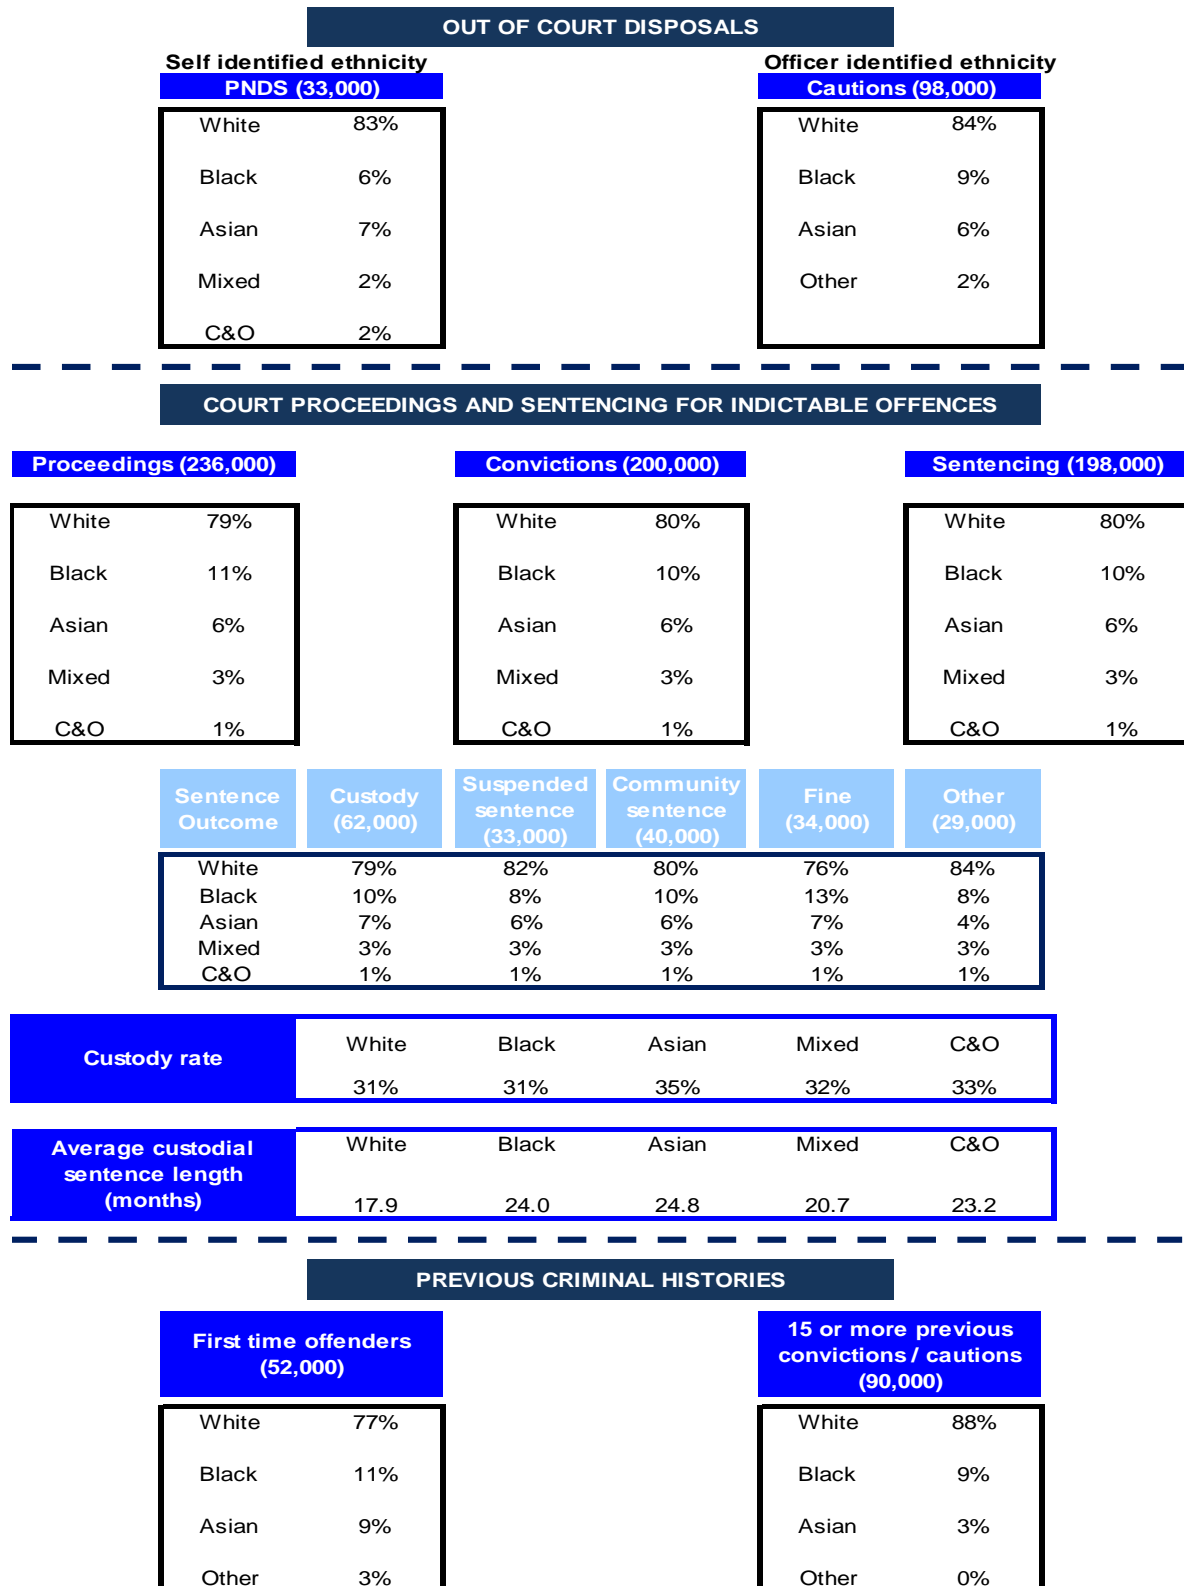 OUT OF COURT DISPOSALS
Self identified ethnicity Officer identified ethnicity
PNDS (33,000) Cautions (98,000)
White 83% White 84%
Black 6% Black 9%
Asian 7% Asian 6%
Mixed 2% Other 2%
C&O 2%
COURT PROCEEDINGS AND SENTENCING FOR INDICTABLE OFFENCES
Proceedings (236,000) Convictions (200,000) Sentencing (198,000)
White 79% White 80% White 80%
Black 11% Black 10% Black 10%
Asian 6% Asian 6% Asian 6%
Mixed 3% Mixed 3% Mixed 3%
C&O 1% C&O 1% C&O 1%
Sentence Outcome Custody (62,000) Suspended sentence (33,000) Community sentence (40,000) Fine (34,000) Other (29,000)
White 79% 82% 80% 76% 84%
Black 10% 8% 10% 13% 8%
Asian 7% 6% 6% 7% 4%
Mixed 3% 3% 3% 3% 3%
C&O 1% 1% 1% 1% 1%
Custody rate
White Black Asian Mixed C&O
31% 31% 35% 32% 33%
Average custodial sentence length (months)
White Black Asian Mixed C&O
17.9 24.0 24.8 20.7 23.2
PREVIOUS CRIMINAL HISTORIES
First time offenders (52,000) 15 or more previous convictions / cautions (90,000)
White 77% White 88%
Black 11% Black 9%
Asian 9% Asian 3%
Other 3% Other 0%